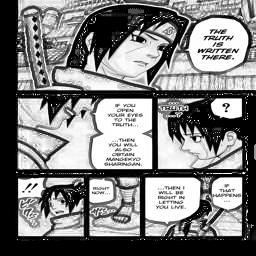 THE
TRUTH
IS
WRITTEN
THERE.
?
...
TRUTH
...?
IF YOU
OPEN
YOUR EYES
TO THE
TRUTH...
...THEN
YOU WILL
ALSO
OBTAIN
MANGEKYO
SHARINGAN.
IF
THAT
HAPPENS
...
...THEN I
WILL BE
RIGHT IN
LETTING
YOU LIVE.
RIGHT
NOW...
!!